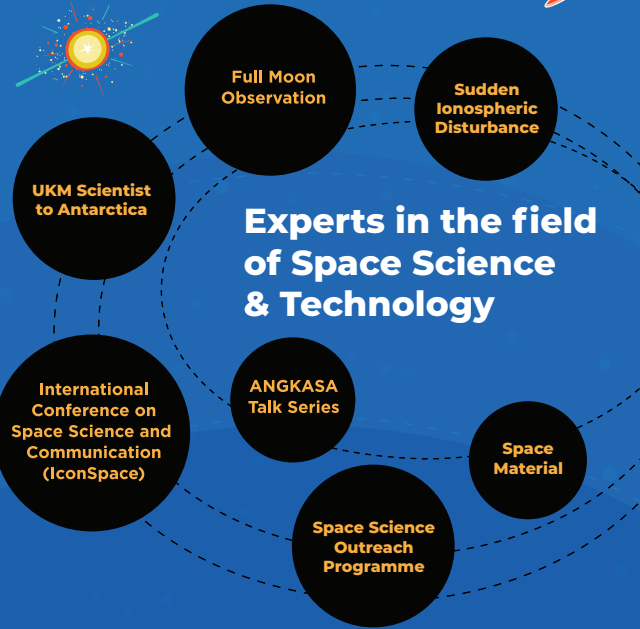 Full Moon
Observation
Sudden
Ionospheric
Disturbance
UKM Scientist
to Antarctica
Experts in the field
of Space Science
& Technology
International
Conference on
Space Science and
Communication
(IconSpace)
ANGKASA
Talk Series
Space
Material
Space Science
Outreach
Programme